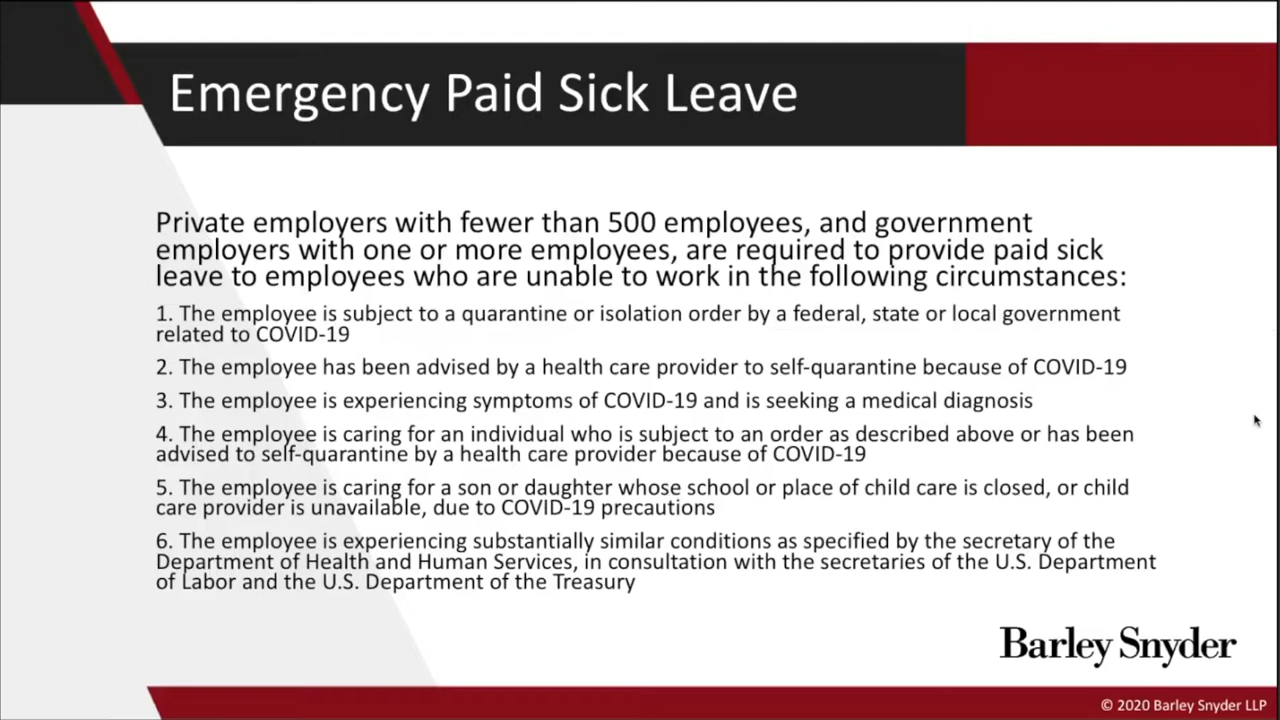 Emergency Paid Sick Leave
Private employers with fewer than 500 employees, and government
employers with one or more employees, are required to provide paid sick
leave to employees who are unable to work in the following circumstances:
1. The employee is subject to a quarantine or isolation order by a federal, state or local government
related to COVID-19
2. The employee has been advised by a health care provider to self-quarantine because of COVID-19
3. The employee is experiencing symptoms of COVID-19 and is seeking a medical diagnosis
4. The employee is caring for an individual who is subject to an order as described above or has been
advised to self-quarantine by a health care provider because of COVID-19
5. The employee is caring for a son or daughter whose school or place of child care is closed, or child
care provider is unavailable, due to COVID-19 precautions
6. The employee is experiencing substantially similar conditions as specified by the secretary of the
Department of Health and Human Services, in consultation with the secretaries of the U.S. Department
of Labor and the U.S. Department of the Treasury
Barley Snyder
© 2020 Barley Snyder LLP